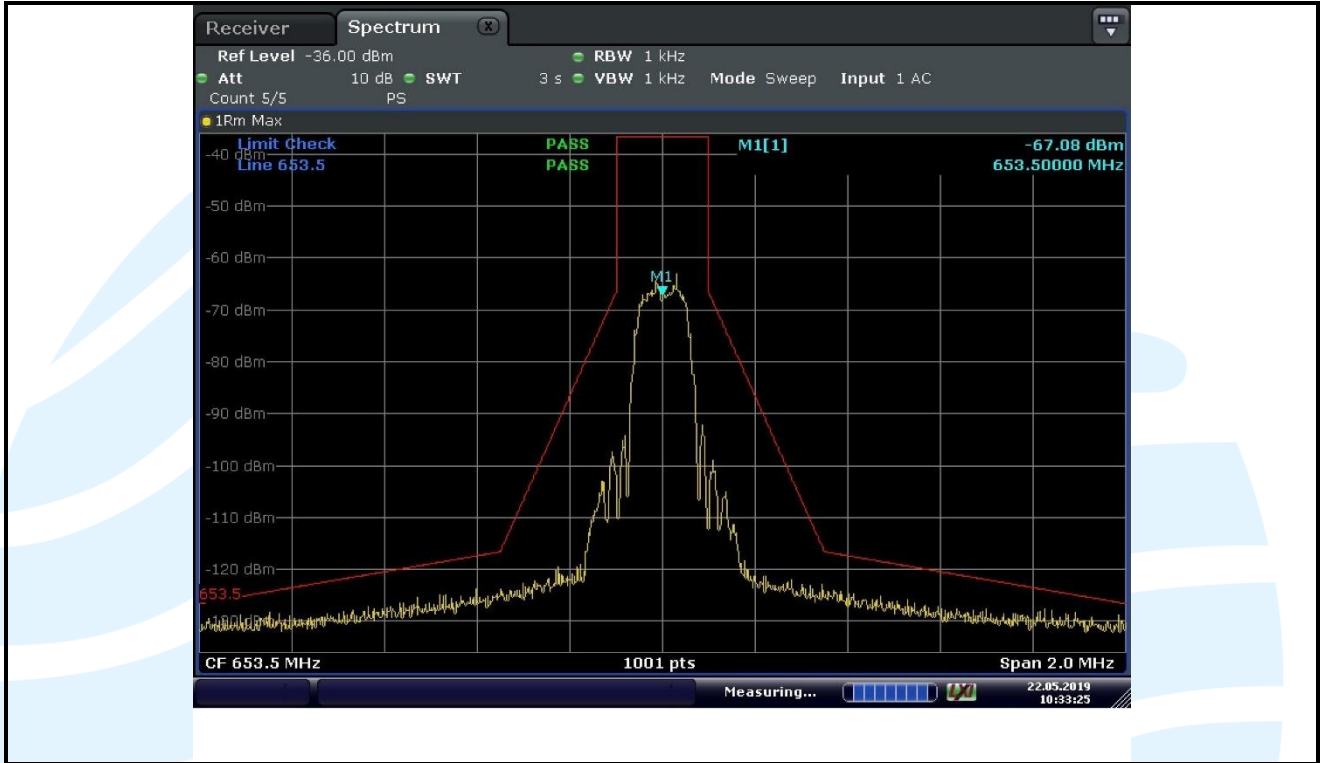 Receiver Spectrum X
Ref Level -36.00 dBm RBW 1 kHz
Att 10 dB SWT 3 s VBW 1 kHz Mode Sweep Input 1 AC
Count 5/5 PS
1Rm Max
Limit Check PASS M1[1] -67.08 dBm
-40 dBm
Line 653.5 PASS 653.50000 MHz
-50 dBm
-60 dBm
M1
-70 dBm
-80 dBm
-90 dBm
-100 dBm
-110 dBm
-120 dBm
653.5
CF 653.5 MHz 1001 pts Span 2.0 MHz
Measuring... LXI 22.05.2019
10:33:25